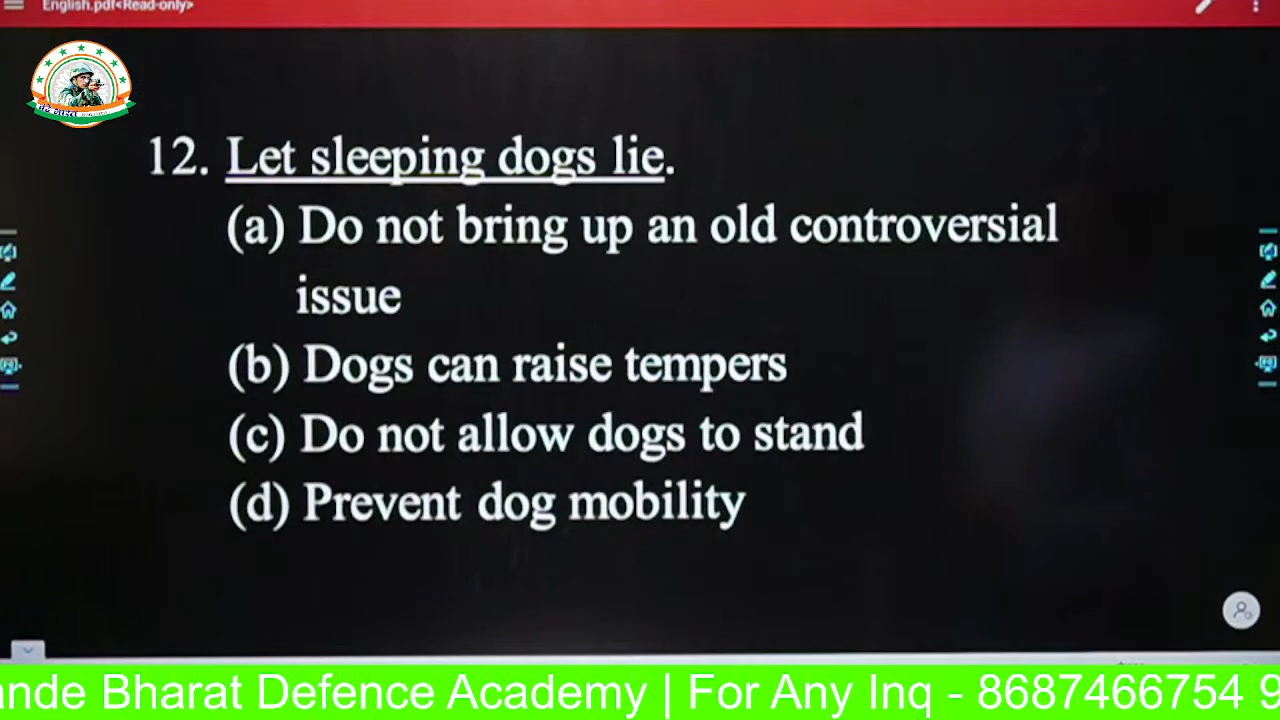 English.pdf<Read-only>
12. Let sleeping dogs lie.
(a) Do not bring up an old controversial
issue
(b) Dogs can raise tempers
(c) Do not allow dogs to stand
(d) Prevent dog mobility
ande Bharat Defence Academy | For Any Inq - 8687466754 9